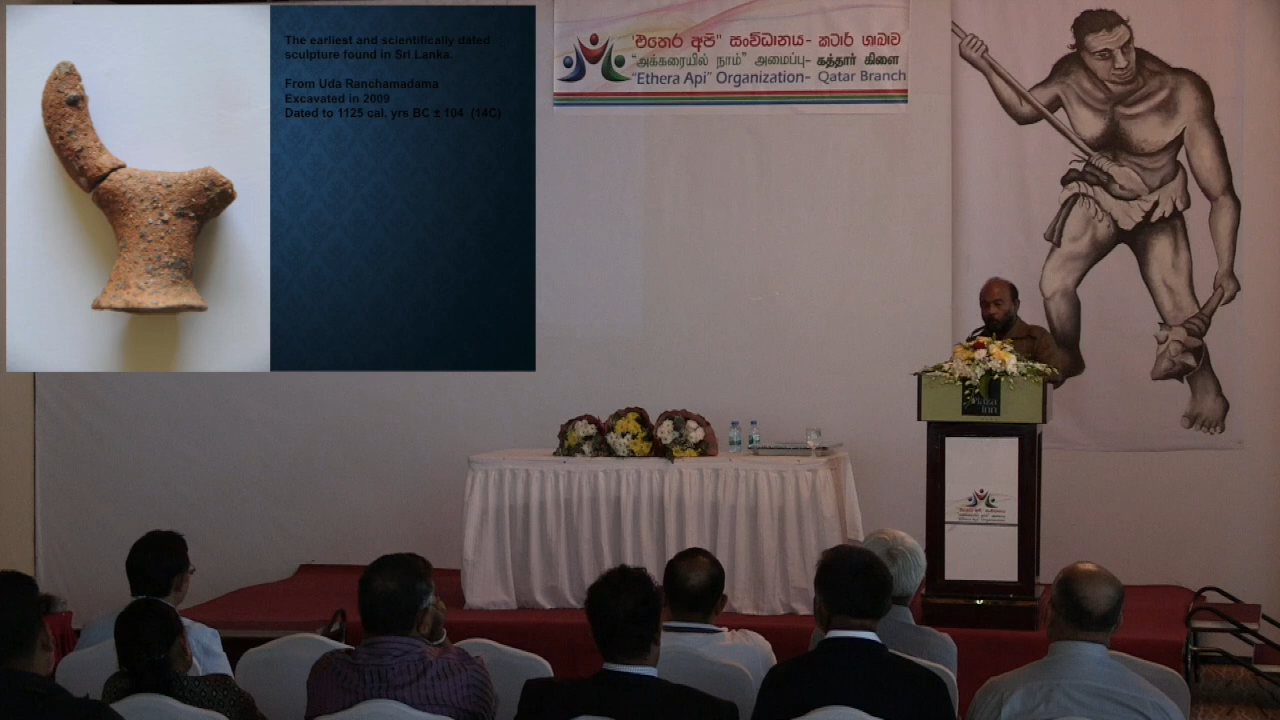 The earliest and scientifically dated
sculpture found in Sri Lanka.
From Uda Ranchamadama
Excavated in 2009
Dated to 1125 cal. yrs BC ± 104 (14C)
'එතෙර අපි" සංවිධානය- කටාර් ශාඛාව
"அக்கரையில் நாம்" அமைப்பு- கத்தார் கிளை
"Ethera Api" Organization- Qatar Branch
inn